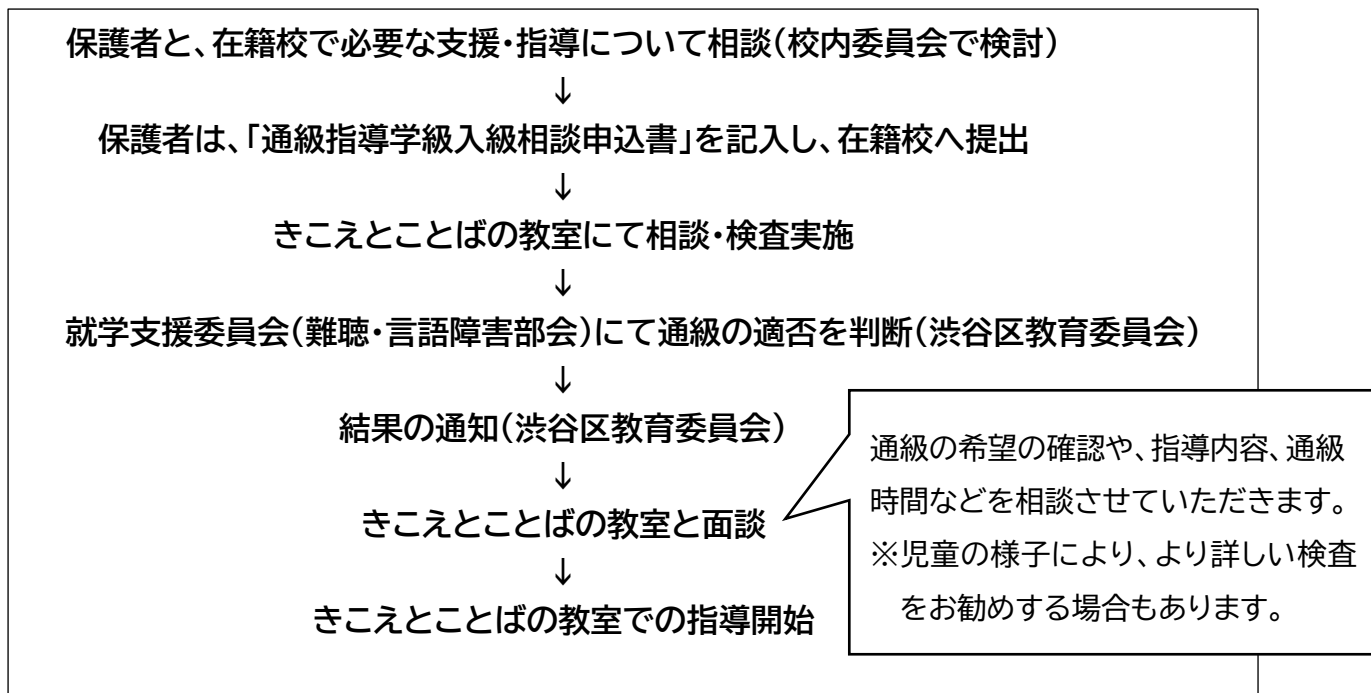 保護者と、在籍校で必要な支援・指導について相談(校内委員会で検討)
↓
保護者は、「通級指導学級入級相談申込書」を記入し、在籍校へ提出
↓
きこえとことばの教室にて相談・検査実施
↓
就学支援委員会(難聴・言語障害部会)にて通級の適否を判断(渋谷区教育委員会)
↓
結果の通知(渋谷区教育委員会)
↓
きこえとことばの教室と面談
↓
きこえとことばの教室での指導開始
通級の希望の確認や、指導内容、通級
時間などを相談させていただきます。
※児童の様子により、より詳しい検査
をお勧めする場合もあります。